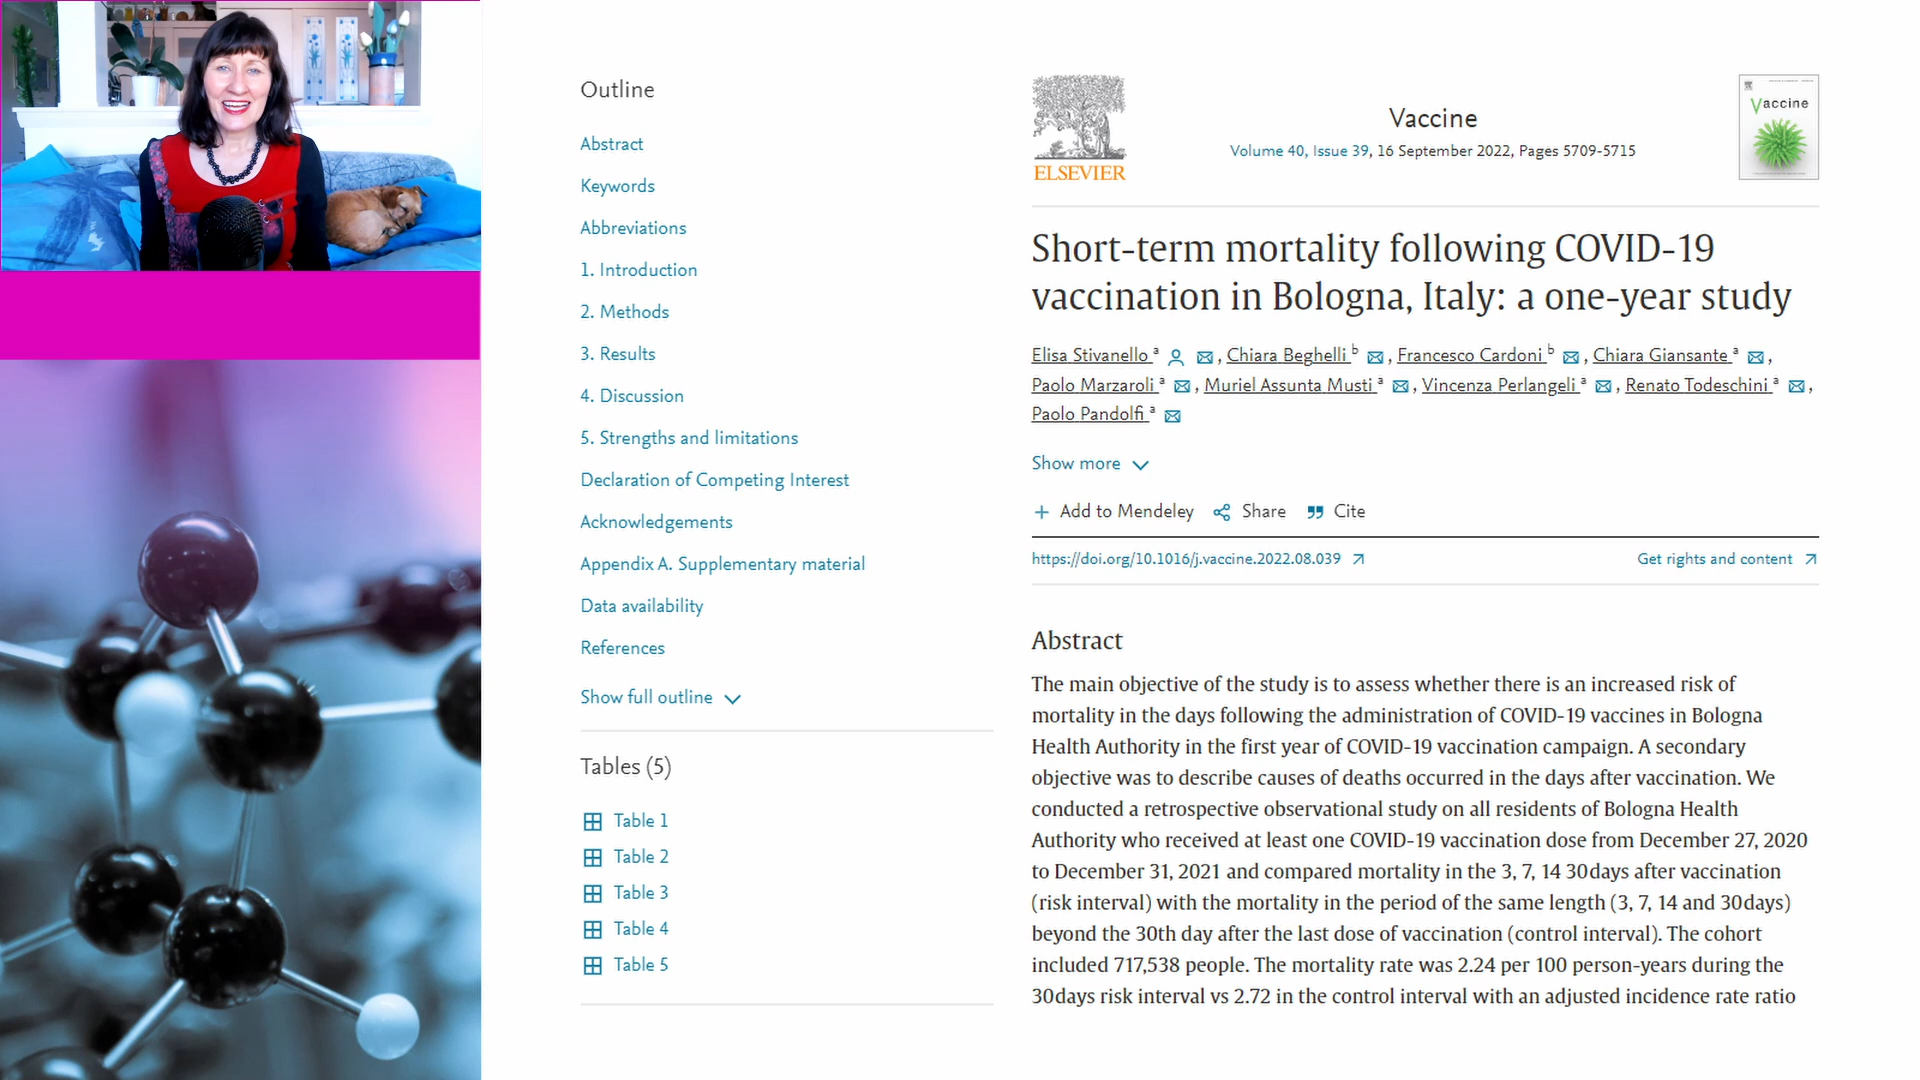 Outline
Abstract
Keywords
Abbreviations
1. Introduction
2. Methods
3. Results
4. Discussion
5. Strengths and limitations
Declaration of Competing Interest
Acknowledgements
Appendix A. Supplementary material
Data availability
References
Show full outline
Tables (5)
Table 1
Table 2
Table 3
Table 4
Table 5
ELSEVIER
Vaccine
Volume 40, Issue 39, 16 September 2022, Pages 5709-5715
Vaccine
Short-term mortality following COVID-19
vaccination in Bologna, Italy: a one-year study
Elisa Stivanello a, Chiara Beghelli b, Francesco Cardoni b, Chiara Giansante a,
Paolo Marzaroli a, Muriel Assunta Musti a, Vincenza Perlangeli a, Renato Todeschini a,
Paolo Pandolfi a
Show more
Add to Mendeley Share Cite
https://doi.org/10.1016/j.vaccine.2022.08.039 Get rights and content
Abstract
The main objective of the study is to assess whether there is an increased risk of
mortality in the days following the administration of COVID-19 vaccines in Bologna
Health Authority in the first year of COVID-19 vaccination campaign. A secondary
objective was to describe causes of deaths occurred in the days after vaccination. We
conducted a retrospective observational study on all residents of Bologna Health
Authority who received at least one COVID-19 vaccination dose from December 27, 2020
to December 31, 2021 and compared mortality in the 3, 7, 14 30 days after vaccination
(risk interval) with the mortality in the period of the same length (3, 7, 14 and 30 days)
beyond the 30th day after the last dose of vaccination (control interval). The cohort
included 717,538 people. The mortality rate was 2.24 per 100 person-years during the
30 days risk interval vs 2.72 in the control interval with an adjusted incidence rate ratio